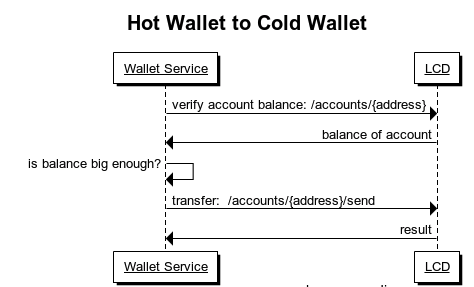 Hot Wallet to Cold Wallet
Wallet Service
LCD
verify account balance: /accounts/{address}
balance of account
is balance big enough?
transfer: /accounts/{address}/send
result
Wallet Service
LCD